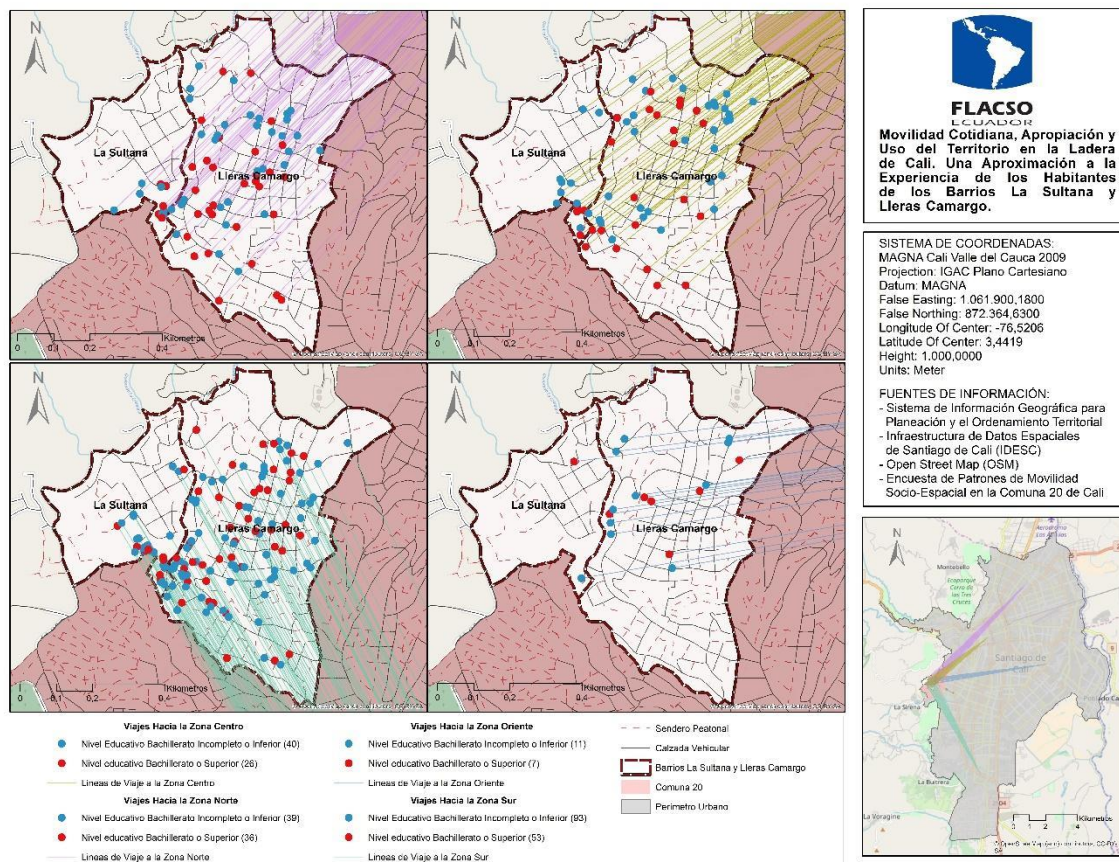 N
La Sultana
Lleras Camargo
0 0,2 0,4
Kilometros
N
La Sultana
Lleras Camargo
0 0,2 0,4
Kilometros
N
La Sultana
Lleras Camargo
0 0,2 0,4
Kilometros
N
La Sultana
Lleras Camargo
0 0,2 0,4
Kilometros
Viajes Hacia la Zona Centro
Nivel Educativo Bachillerato Incompleto o Inferior (40)
Nivel educativo Bachillerato o Superior (26)
Lineas de Viaje a la Zona Centro
Viajes Hacia la Zona Norte
Nivel Educativo Bachillerato Incompleto o Inferior (39)
Nivel educativo Bachillerato o Superior (36)
Lineas de Viaje a la Zona Norte
Viajes Hacia la Zona Oriente
Nivel Educativo Bachillerato Incompleto o Inferior (11)
Nivel educativo Bachillerato o Superior (7)
Lineas de Viaje a la Zona Oriente
Viajes Hacia la Zona Sur
Nivel Educativo Bachillerato Incompleto o Inferior (93)
Nivel educativo Bachillerato o Superior (53)
Lineas de Viaje a la Zona Sur
Sendero Peatonal
Calzada Vehicular
Barrios La Sultana y Lleras Camargo
Comuna 20
Perimetro Urbano
FLACSO
ECUADOR
Movilidad Cotidiana, Apropiación y
Uso del Territorio en la Ladera
de Cali. Una Aproximación a la
Experiencia de los Habitantes
de los Barrios La Sultana y
Lleras Camargo.
SISTEMA DE COORDENADAS:
MAGNA Cali Valle del Cauca 2009
Projection: IGAC Plano Cartesiano
Datum: MAGNA
False Easting: 1.061.900,1800
False Northing: 872.364,6300
Longitude Of Center: -76,5206
Latitude Of Center: 3,4419
Height: 1.000,0000
Units: Meter
FUENTES DE INFORMACIÓN:
- Sistema de Información Geográfica para
Planeación y el Ordenamiento Territorial
- Infraestructura de Datos Espaciales
de Santiago de Cali (IDESC)
- Open Street Map (OSM)
- Encuesta de Patrones de Movilidad
Socio-Espacial en la Comuna 20 de Cali
N
Montebello
Santiago de
Cali
La Sirena
La Buitrera
La Voragine
0 1 2 4
Kilometros